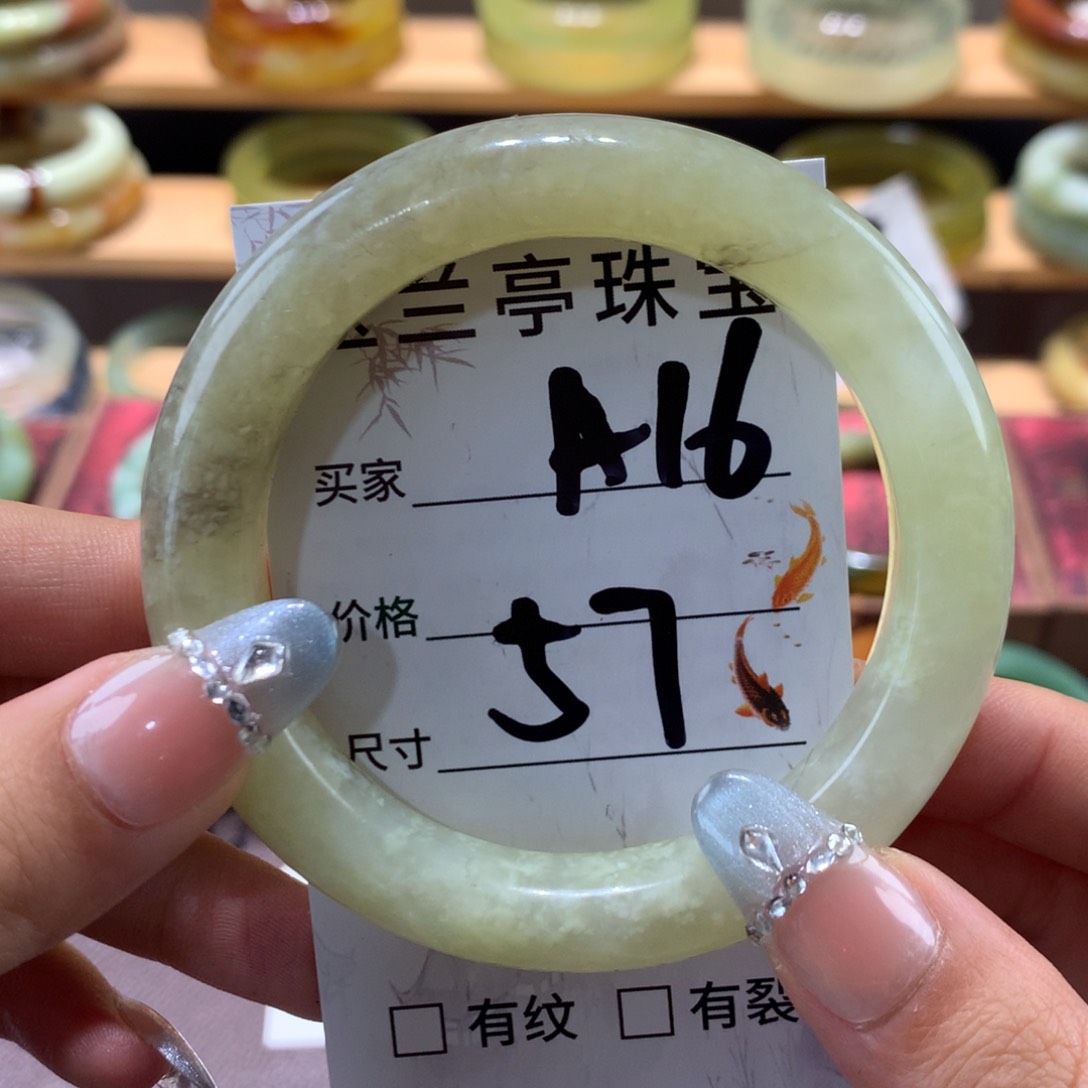 兰亭珠宝
买家 A16
价格
57
尺寸
有纹 有裂